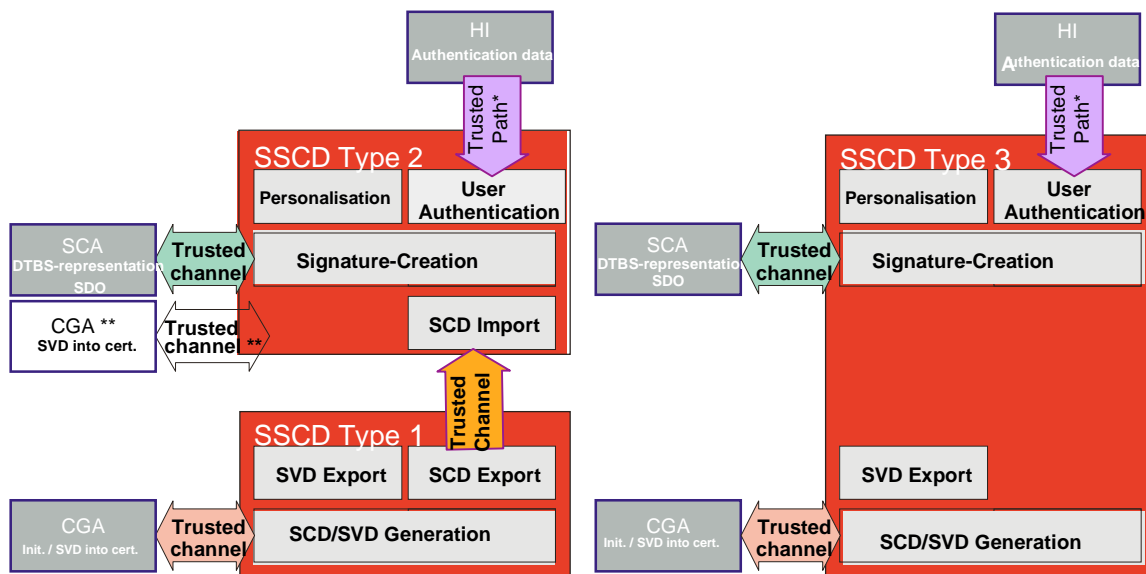 HI
Authentication data
Trusted
Path*
SSCD Type 2
Personalisation
User
Authentication
SCA
DTBS-representation
SDO
Trusted
channel
Signature-Creation
CGA **
SVD into cert.
Trusted
channel **
SCD Import
Trusted
Channel
SSCD Type 1
SVD Export
SCD Export
CGA
Init. / SVD into cert.
Trusted
channel
SCD/SVD Generation
HI
Authentication data
Trusted
Path*
SSCD Type 3
Personalisation
User
Authentication
SCA
DTBS-representation
SDO
Trusted
channel
Signature-Creation
SVD Export
CGA
Init. / SVD into cert.
Trusted
channel
SCD/SVD Generation